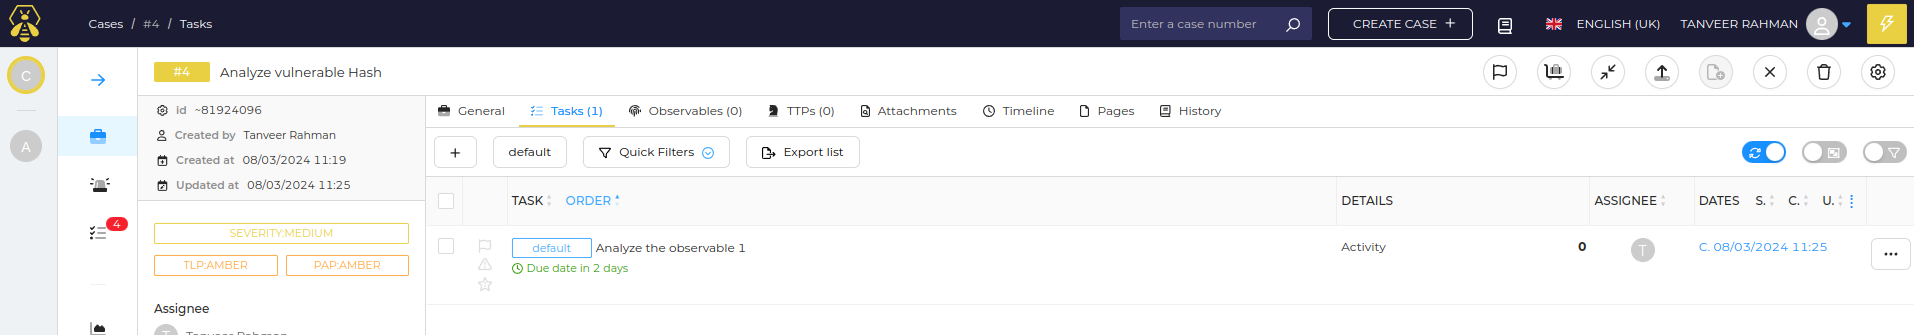 Cases / #4 / Tasks
Enter a case number
CREATE CASE +
ENGLISH (UK)
TANVEER RAHMAN
C
A
4
#4 Analyze vulnerable Hash
id ~81924096
Created by Tanveer Rahman
Created at 08/03/2024 11:19
Updated at 08/03/2024 11:25
SEVERITY:MEDIUM
TLP:AMBER
PAP:AMBER
Assignee
T Tanveer Rahman
General
Tasks (1)
Observables (0)
TTPs (0)
Attachments
Timeline
Pages
History
+
default
Quick Filters
Export list
TASK
ORDER
DETAILS
ASSIGNEE
DATES S. C. U.
default Analyze the observable 1
Due date in 2 days
Activity 0
T
C. 08/03/2024 11:25